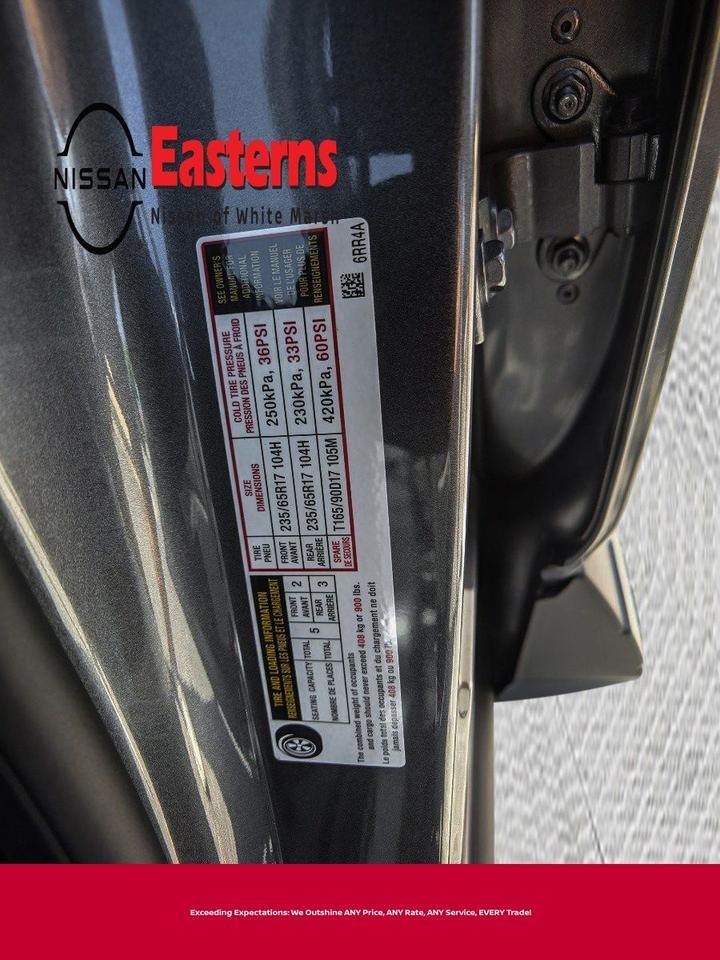 NISSAN
Easterns
Nissan of White Marsh
TIRE AND LOADING INFORMATION
RENSEIGNEMENTS SUR LES PNEUS ET LE CHARGEMENT
SEATING CAPACITY TOTAL 5 FRONT AVANT 2 REAR ARRIÈRE 3
NOMBRE DE PLACES TOTAL
The combined weight of occupants
and cargo should never exceed 408 kg or 900 lbs.
Le poids total des occupants et du chargement ne doit
jamais dépasser 408 kg ou 900
TIRE PNEU
SIZE DIMENSIONS
COLD TIRE PRESSURE
PRESSION DES PNEUS À FROID
FRONT AVANT 235/65R17 104H 250kPa, 36PSI
REAR ARRIÈRE 235/65R17 104H 230kPa, 33PSI
SPARE DE SECOURS T165/90D17 105M 420kPa, 60PSI
SEE OWNER'S
MANUAL FOR
ADDITIONAL
INFORMATION
VOIR LE MANUEL
DE L'USAGER
POUR PLUS DE
RENSEIGNEMENTS
6RR4A
Exceeding Expectations: We Outshine ANY Price, ANY Rate, ANY Service, EVERY Trade!